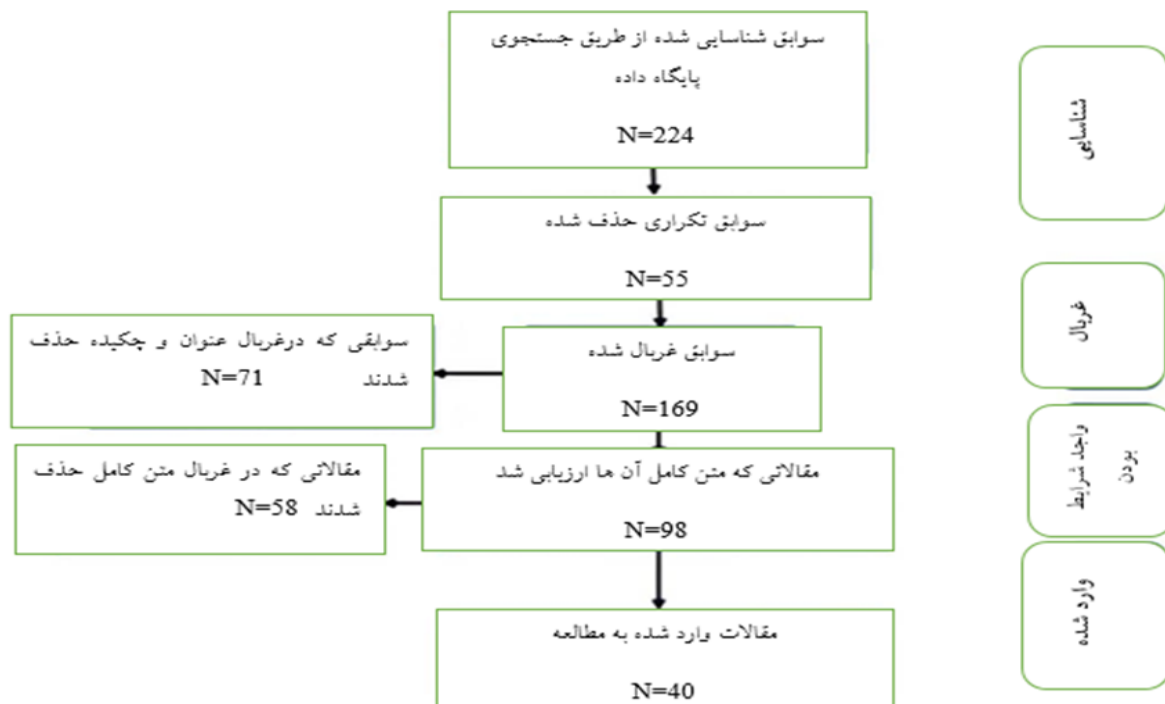 سوابق شناسایی شده از طریق جستجوی
پایگاه داده
N=224
شناسایی
سوابق تکراری حذف شده
N=55
غربال
سوابق غربال شده
N=169
سوابقی که درغربال عنوان و چکیده حذف
شدند N=71
واجد شرایط
بودن
مقالاتی که متن کامل آن ها ارزیابی شد
N=98
مقالاتی که در غربال متن کامل حذف
شدند N=58
وارد شده
مقالات وارد شده به مطالعه
N=40